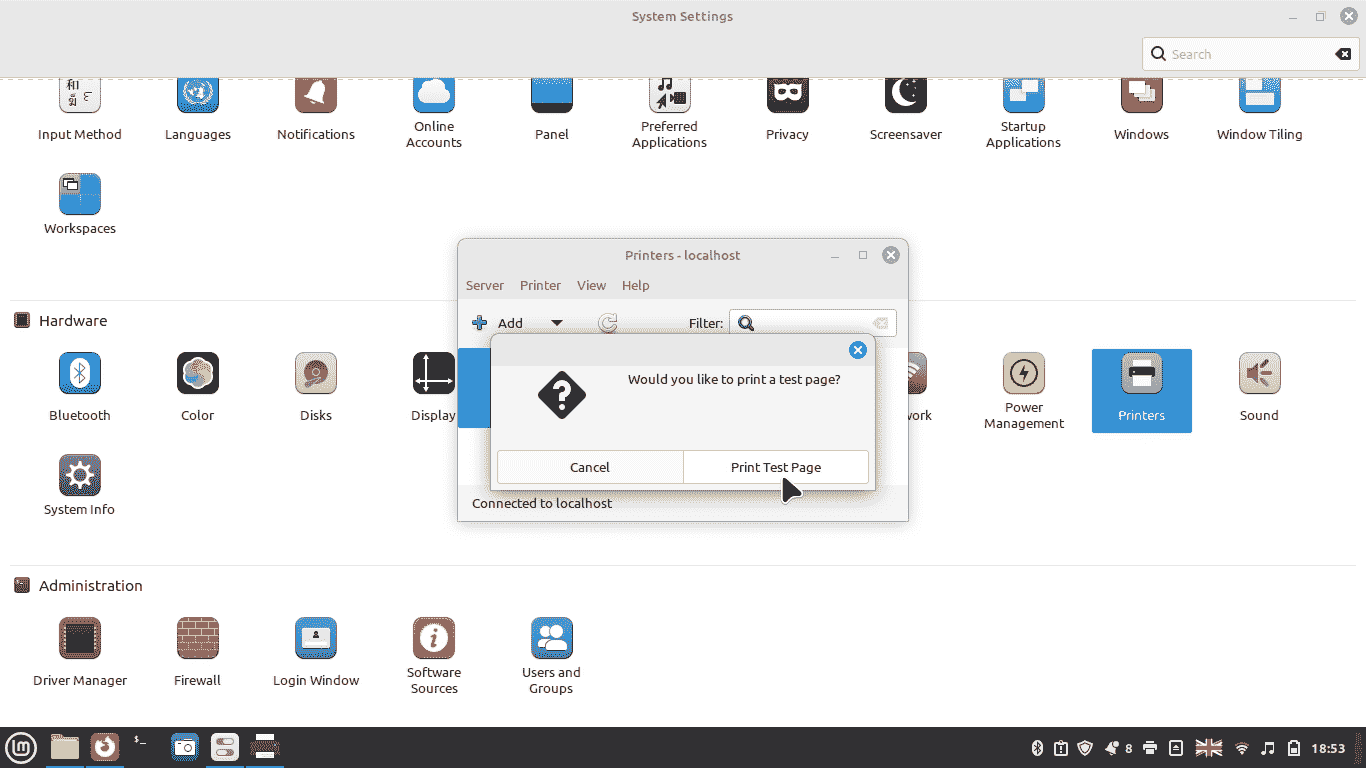 System Settings
Search
Input Method
Languages
Notifications
Online
Accounts
Panel
Preferred
Applications
Privacy
Screensaver
Startup
Applications
Windows
Window Tiling
Workspaces
Printers - localhost
Server Printer View Help
Add
Filter:
Would you like to print a test page?
Cancel
Print Test Page
Connected to localhost
Hardware
Bluetooth
Color
Disks
Display
work
Power
Management
Printers
Sound
System Info
Administration
Driver Manager
Firewall
Login Window
Software
Sources
Users and
Groups
$_
8
18:53